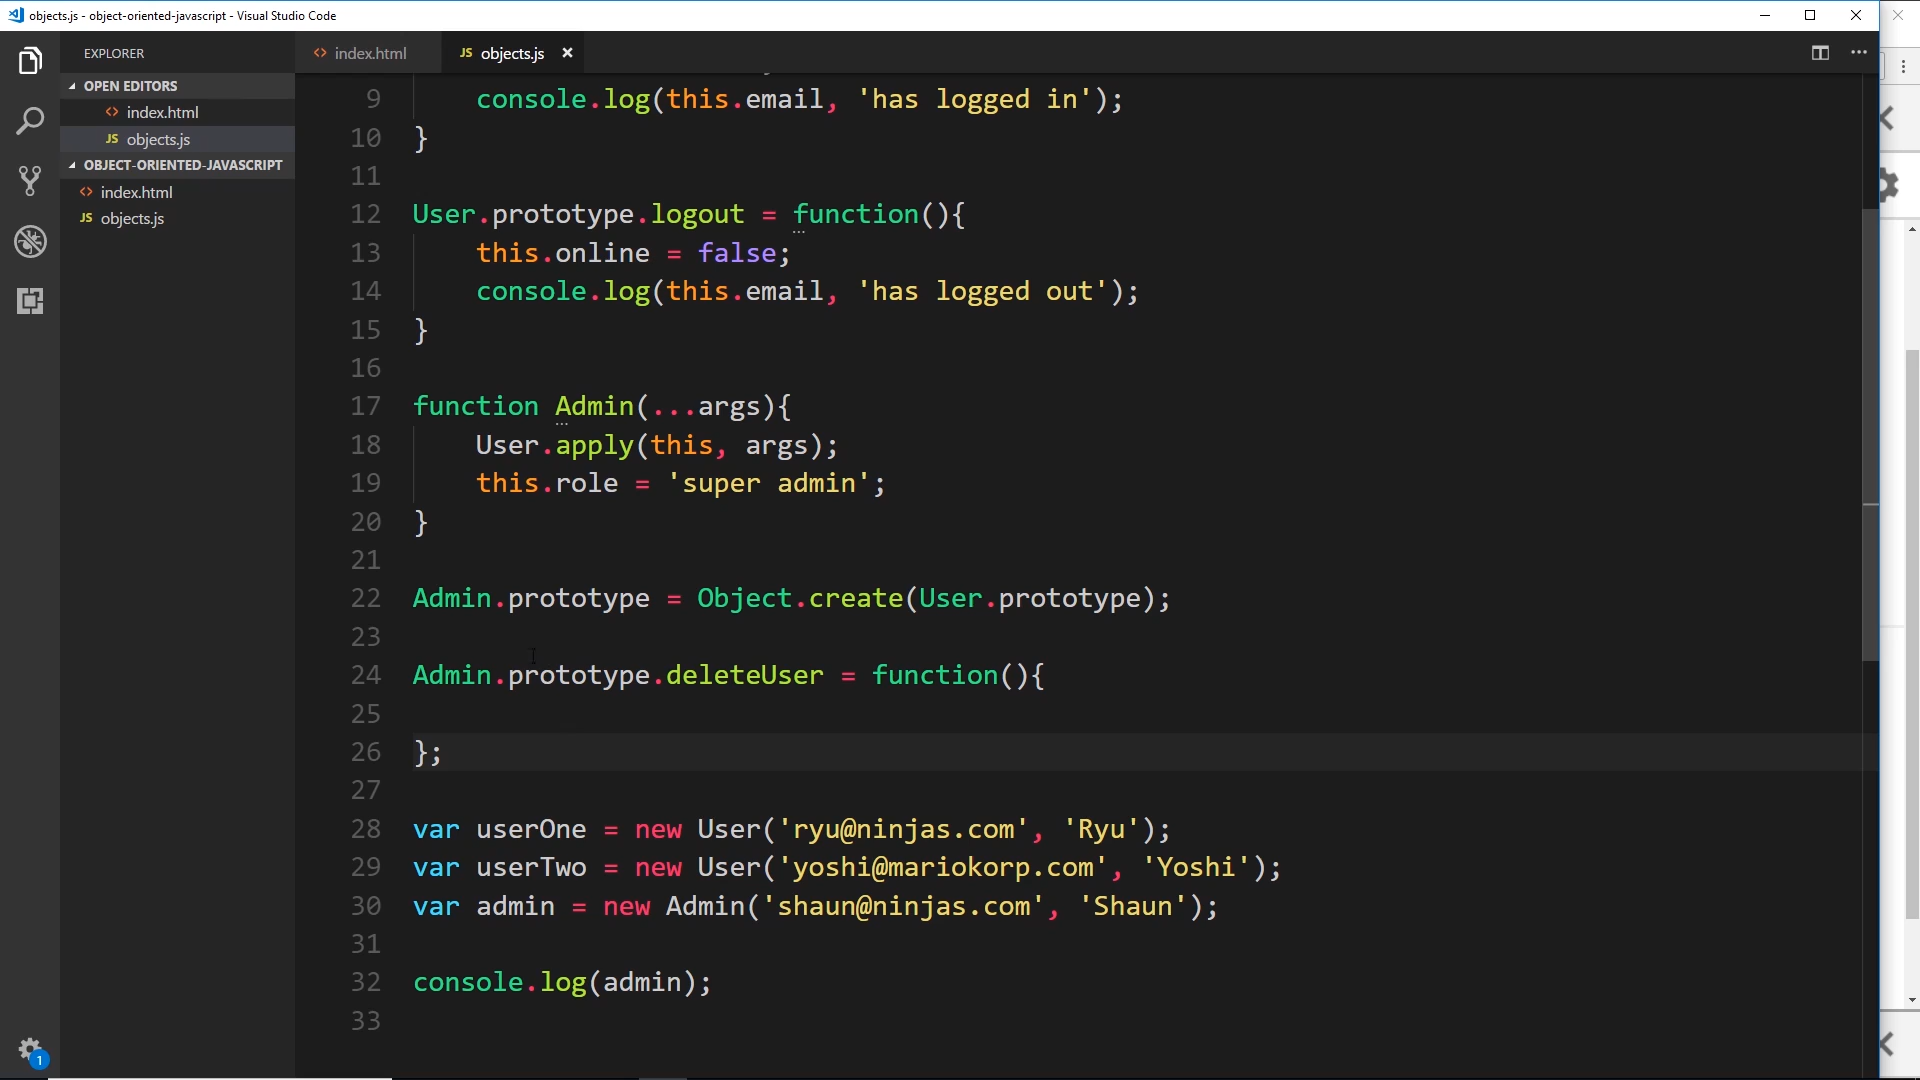 objects.js - object-oriented-javascript - Visual Studio Code
EXPLORER
OPEN EDITORS
<> index.html
JS objects.js
OBJECT-ORIENTED-JAVASCRIPT
<> index.html
JS objects.js
1
<> index.html
JS objects.js
9 console.log(this.email, 'has logged in');
10 }
11
12 User.prototype.logout = function(){
13 this.online = false;
14 console.log(this.email, 'has logged out');
15 }
16
17 function Admin(...args){
18 User.apply(this, args);
19 this.role = 'super admin';
20 }
21
22 Admin.prototype = Object.create(User.prototype);
23
24 Admin.prototype.deleteUser = function(){
25
26 };
27
28 var userOne = new User('ryu@ninjas.com', 'Ryu');
29 var userTwo = new User('yoshi@mariokorp.com', 'Yoshi');
30 var admin = new Admin('shaun@ninjas.com', 'Shaun');
31
32 console.log(admin);
33